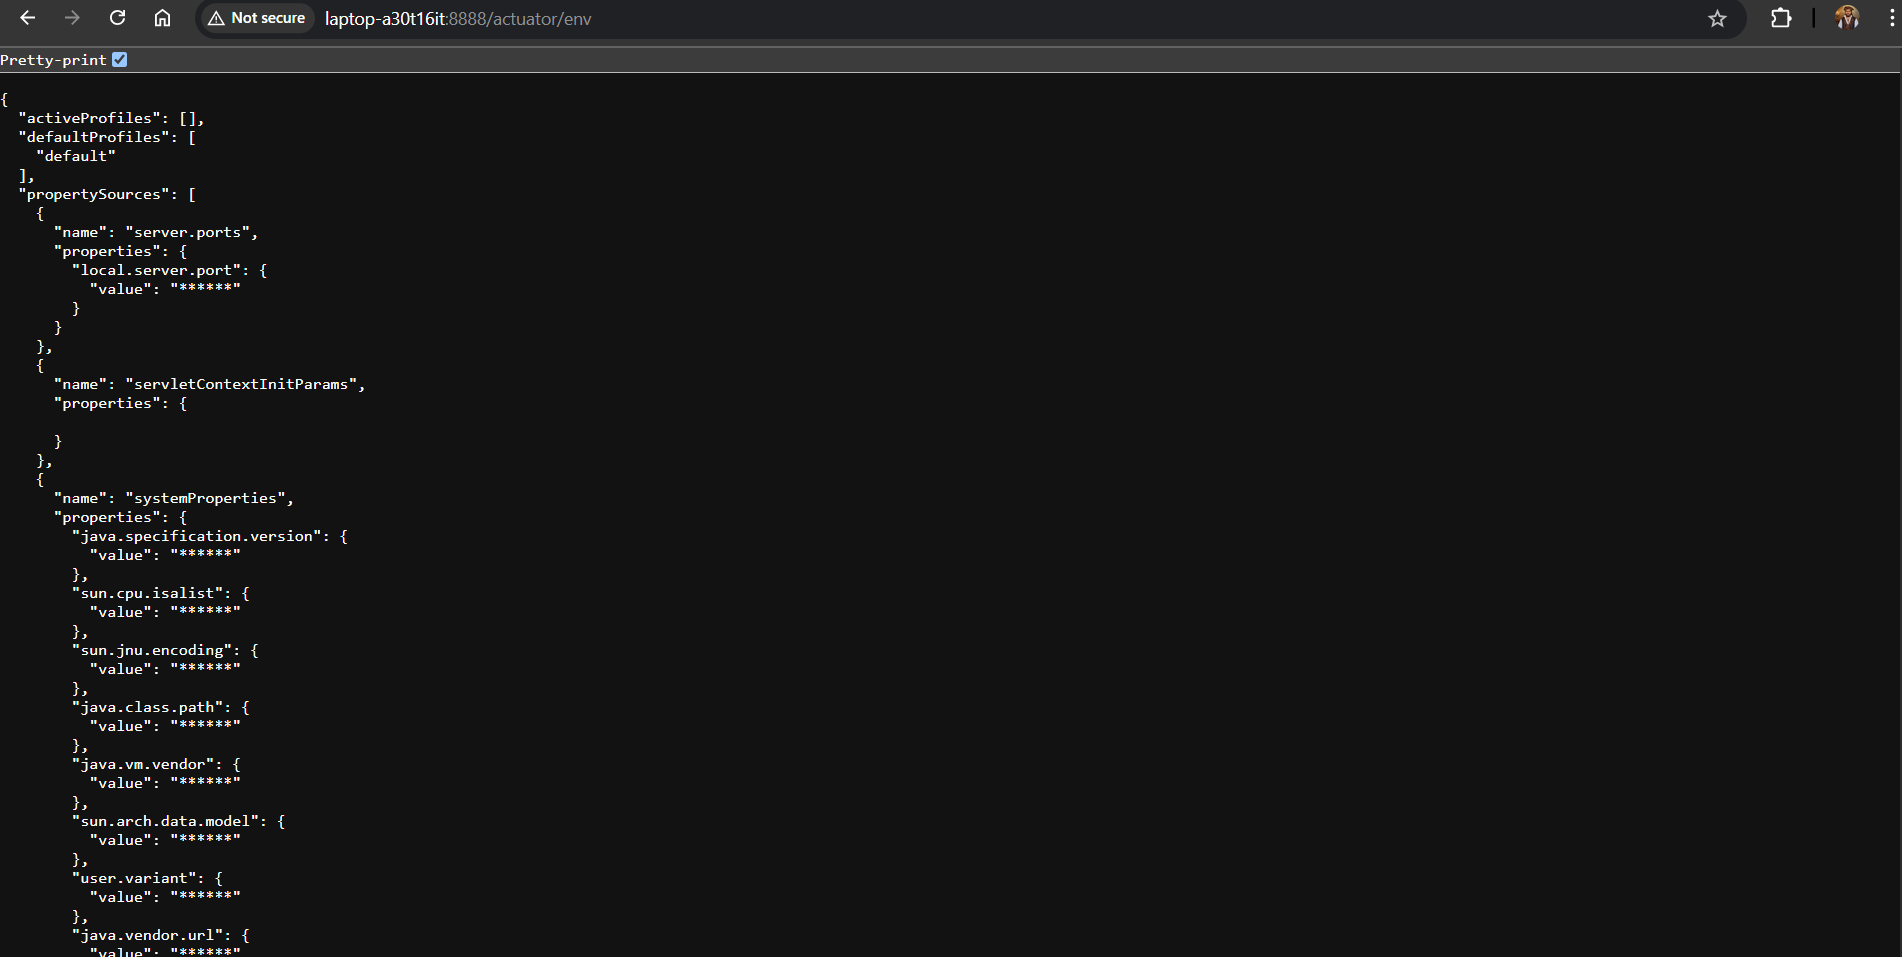 Not secure laptop-a30t16it:8888/actuator/env
Pretty-print
{
  "activeProfiles": [],
  "defaultProfiles": [
    "default"
  ],
  "propertySources": [
    {
      "name": "server.ports",
      "properties": {
        "local.server.port": {
          "value": "******"
        }
      }
    },
    {
      "name": "servletContextInitParams",
      "properties": {
      }
    },
    {
      "name": "systemProperties",
      "properties": {
        "java.specification.version": {
          "value": "******"
        },
        "sun.cpu.isalist": {
          "value": "******"
        },
        "sun.jnu.encoding": {
          "value": "******"
        },
        "java.class.path": {
          "value": "******"
        },
        "java.vm.vendor": {
          "value": "******"
        },
        "sun.arch.data.model": {
          "value": "******"
        },
        "user.variant": {
          "value": "******"
        },
        "java.vendor.url": {
          "value": "******"